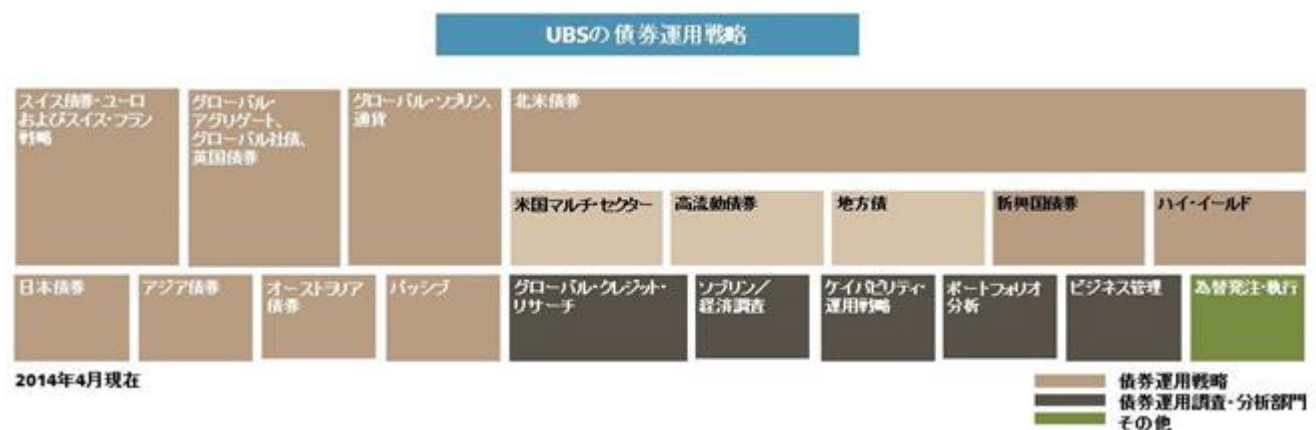 UBSの債券運用戦略
スイス債券・ユーロ
およびスイス・フラン
戦略
グローバル・
アグリゲート、
グローバル社債、
英国債券
グローバル・ソブリン、
通貨
北米債券
米国マルチ・セクター
高流動債券
地方債
新興国債券
ハイ・イールド
日本債券
アジア債券
オーストラリア
債券
パッシブ
グローバル・クレジット・
リサーチ
ソブリン／
経済調査
ケイパビリティ・
運用戦略
ポートフォリオ
分析
ビジネス管理
為替発注・執行
2014年4月現在
債券運用戦略
債券運用調査・分析部門
その他